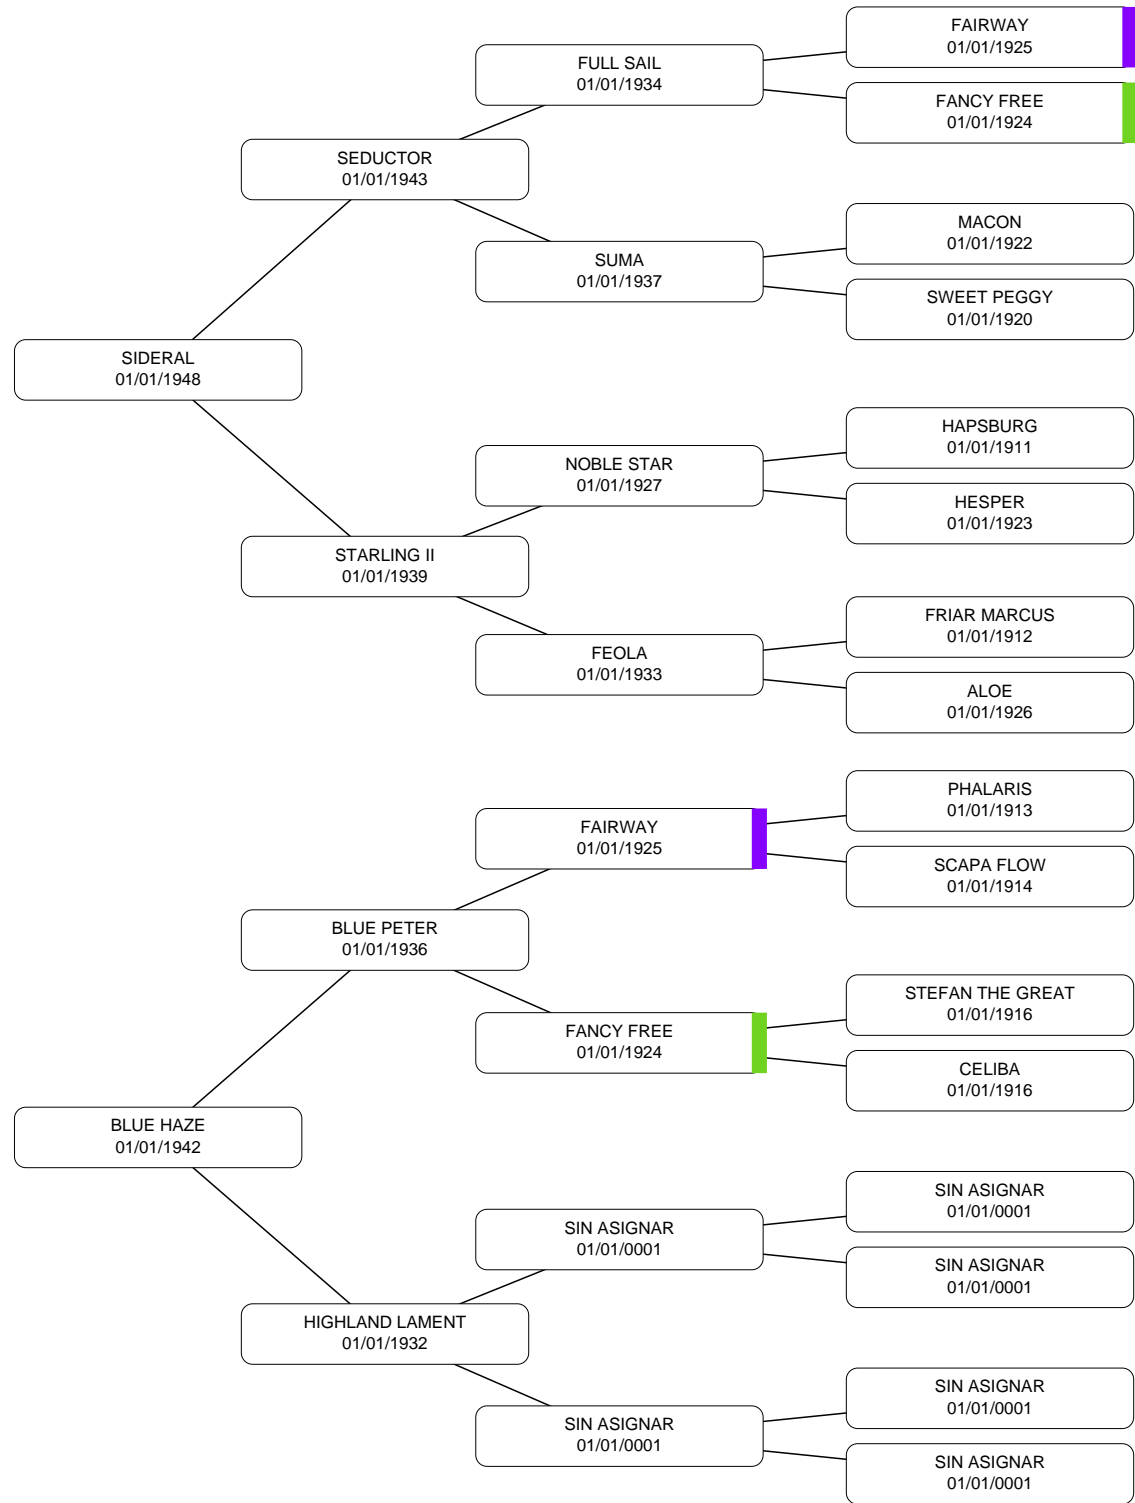 FAIRWAY
01/01/1925
FULL SAIL
01/01/1934
FANCY FREE
01/01/1924
SEDUCTOR
01/01/1943
MACON
01/01/1922
SUMA
01/01/1937
SWEET PEGGY
01/01/1920
SIDERAL
01/01/1948
HAPSBURG
01/01/1911
NOBLE STAR
01/01/1927
HESPER
01/01/1923
STARLING II
01/01/1939
FRIAR MARCUS
01/01/1912
FEOLA
01/01/1933
ALOE
01/01/1926
PHALARIS
01/01/1913
FAIRWAY
01/01/1925
SCAPA FLOW
01/01/1914
BLUE PETER
01/01/1936
STEFAN THE GREAT
01/01/1916
FANCY FREE
01/01/1924
CELIBA
01/01/1916
BLUE HAZE
01/01/1942
SIN ASIGNAR
01/01/0001
SIN ASIGNAR
01/01/0001
SIN ASIGNAR
01/01/0001
HIGHLAND LAMENT
01/01/1932
SIN ASIGNAR
01/01/0001
SIN ASIGNAR
01/01/0001
SIN ASIGNAR
01/01/0001